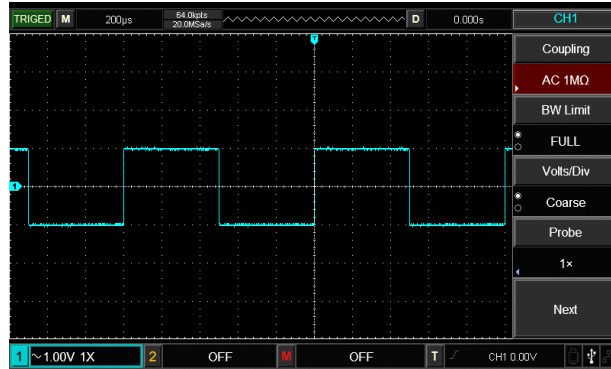 TRIGED M 200μs 64.0kpts D 0.000s CH1
20.0MSa/s
T
Coupling
AC 1MΩ
BW Limit
FULL
Volts/Div
1
Coarse
Probe
1×
Next
1 ~1.00V 1X 2 OFF M OFF T CH1 0.00V